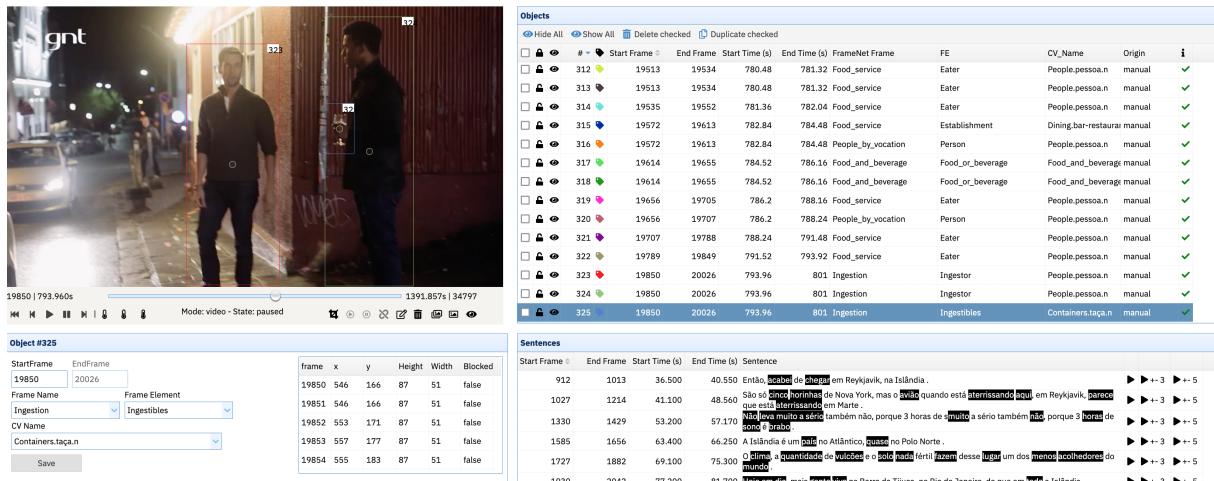 gnt
323
32
32
19850 | 793.960s
1391.857s | 34797
Mode: video - State: paused
Objects
Hide All Show All Delete checked Duplicate checked
# Start Frame End Frame Start Time (s) End Time (s) FrameNet Frame FE CV_Name Origin
312 19513 19534 780.48 781.32 Food_service Eater People.pessoa.n manual
313 19513 19534 780.48 781.32 Food_service Eater People.pessoa.n manual
314 19535 19552 781.36 782.04 Food_service Eater People.pessoa.n manual
315 19572 19613 782.84 784.48 Food_service Establishment Dining.bar-restaurar manual
316 19572 19613 782.84 784.48 People_by_vocation Person People.pessoa.n manual
317 19614 19655 784.52 786.16 Food_and_beverage Food_or_beverage Food_and_beverage manual
318 19614 19655 784.52 786.16 Food_and_beverage Food_or_beverage Food_and_beverage manual
319 19656 19705 786.2 788.16 Food_service Eater People.pessoa.n manual
320 19656 19707 786.2 788.24 People_by_vocation Person People.pessoa.n manual
321 19707 19788 788.24 791.48 Food_service Eater People.pessoa.n manual
322 19789 19849 791.52 793.92 Food_service Eater People.pessoa.n manual
323 19850 20026 793.96 801 Ingestion Ingestor People.pessoa.n manual
324 19850 20026 793.96 801 Ingestion Ingestor People.pessoa.n manual
325 19850 20026 793.96 801 Ingestion Ingestibles Containers.taça.n manual
Object #325
StartFrame EndFrame
19850 20026
Frame Name Frame Element
Ingestion Ingestibles
CV Name
Containers.taça.n
Save
frame x y Height Width Blocked
19850 546 166 87 51 false
19851 546 166 87 51 false
19852 553 171 87 51 false
19853 557 177 87 51 false
19854 555 183 87 51 false
Sentences
Start Frame End Frame Start Time (s) End Time (s) Sentence
912 1013 36.500 40.550 Então, acabei de chegar em Reykjavik, na Islândia . +- 3 +- 5
1027 1214 41.100 48.560 São só cinco horinhas de Nova York, mas o avião quando está aterrissando aqui, em Reykjavik, parece
que está aterrissando em Marte . +- 3 +- 5
1330 1429 53.200 57.170 Não leva muito a sério também não, porque 3 horas de smuito a sério também não, porque 3 horas de
sono é brabo . +- 3 +- 5
1585 1656 63.400 66.250 A Islândia é um país no Atlântico, quase no Polo Norte . +- 3 +- 5
1727 1882 69.100 75.300 O clima, a quantidade de vulcões e o solo nada fértil fazem desse lugar um dos menos acolhedores do
mundo . +- 3 +- 5